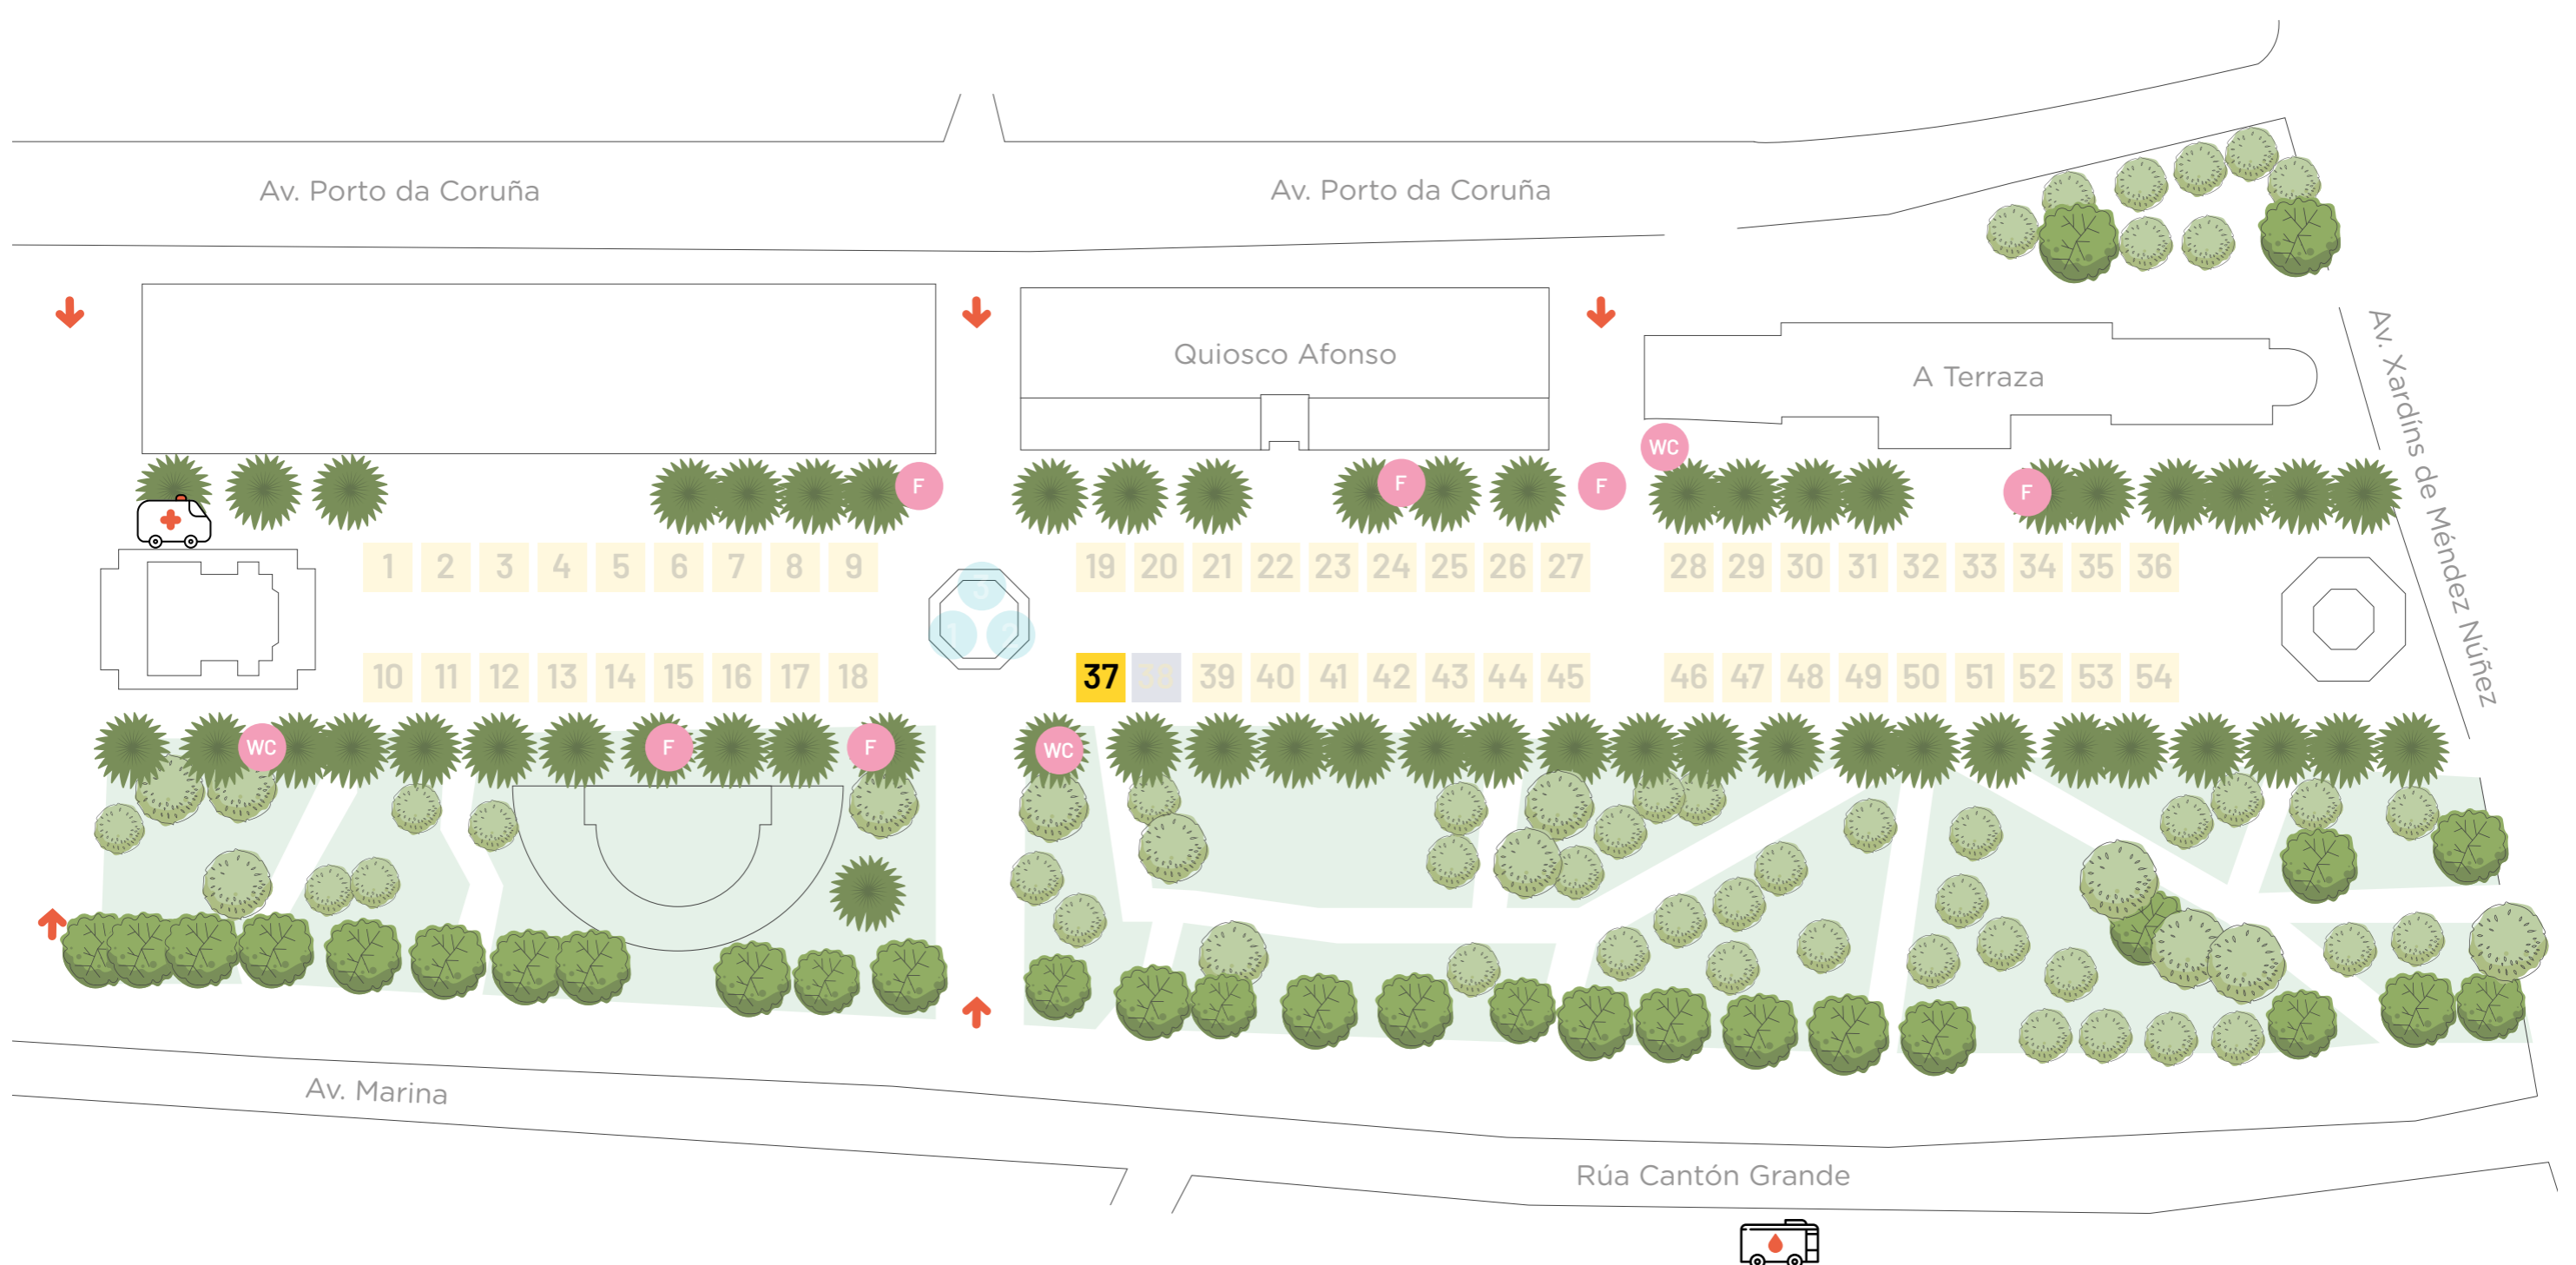 Av. Porto da Coruña
Av. Porto da Coruña
Quiosco Afonso
A Terraza
Av. Xardíns de Méndez Núñez
WC
F
F
F
F
1 2 3 4 5 6 7 8 9
19 20 21 22 23 24 25 26 27
28 29 30 31 32 33 34 35 36
3
1 2
10 11 12 13 14 15 16 17 18
37 38 39 40 41 42 43 44 45
46 47 48 49 50 51 52 53 54
WC
F
F
WC
Av. Marina
Rúa Cantón Grande